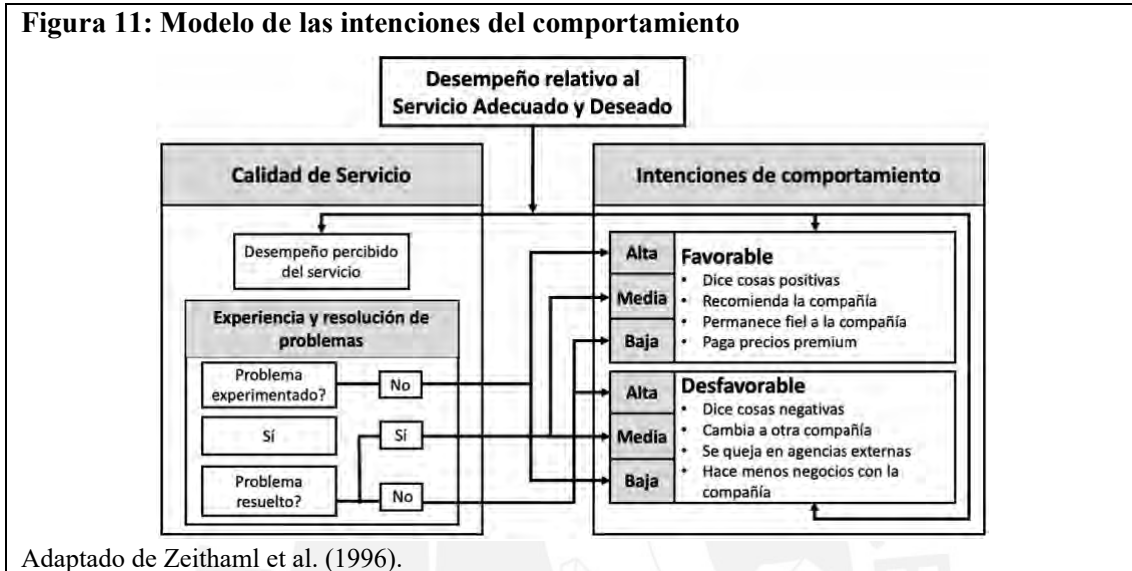 Figura 11: Modelo de las intenciones del comportamiento
Desempeño relativo al
Servicio Adecuado y Deseado
Calidad de Servicio
Desempeño percibido
del servicio
Experiencia y resolución de
problemas
Problema
experimentado?
No
Sí
Sí
Problema
resuelto?
No
Intenciones de comportamiento
Alta
Media
Baja
Favorable
• Dice cosas positivas
• Recomienda la compañía
• Permanece fiel a la compañía
• Paga precios premium
Alta
Media
Baja
Desfavorable
• Dice cosas negativas
• Cambia a otra compañía
• Se queja en agencias externas
• Hace menos negocios con la
compañía
Adaptado de Zeithaml et al. (1996).